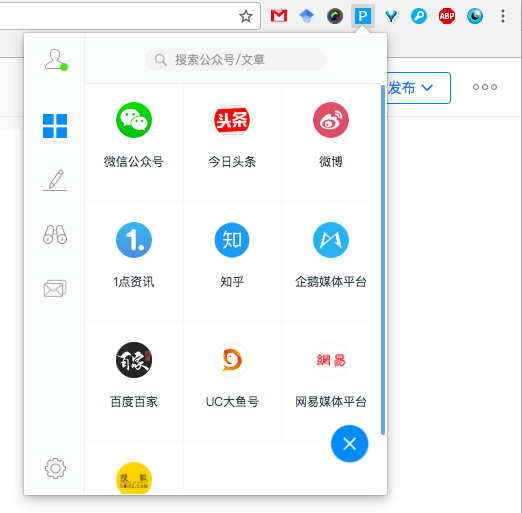 ABP
P
搜索公众号/文章
发布
头条
微信公众号
今日头条
微博
1.
知
1点资讯
知乎
企鹅媒体平台
百家
網易
百度百家
UC大鱼号
网易媒体平台
搜狐